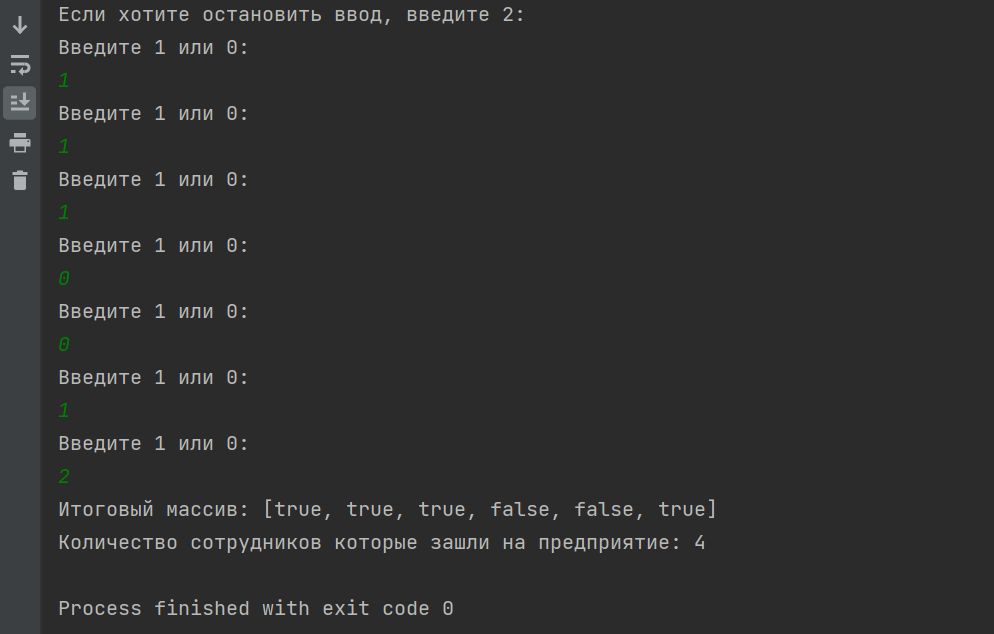 Если хотите остановить ввод, введите 2:
Введите 1 или 0:
1
Введите 1 или 0:
1
Введите 1 или 0:
1
Введите 1 или 0:
0
Введите 1 или 0:
0
Введите 1 или 0:
1
Введите 1 или 0:
2
Итоговый массив: [true, true, true, false, false, true]
Количество сотрудников которые зашли на предприятие: 4
Process finished with exit code 0